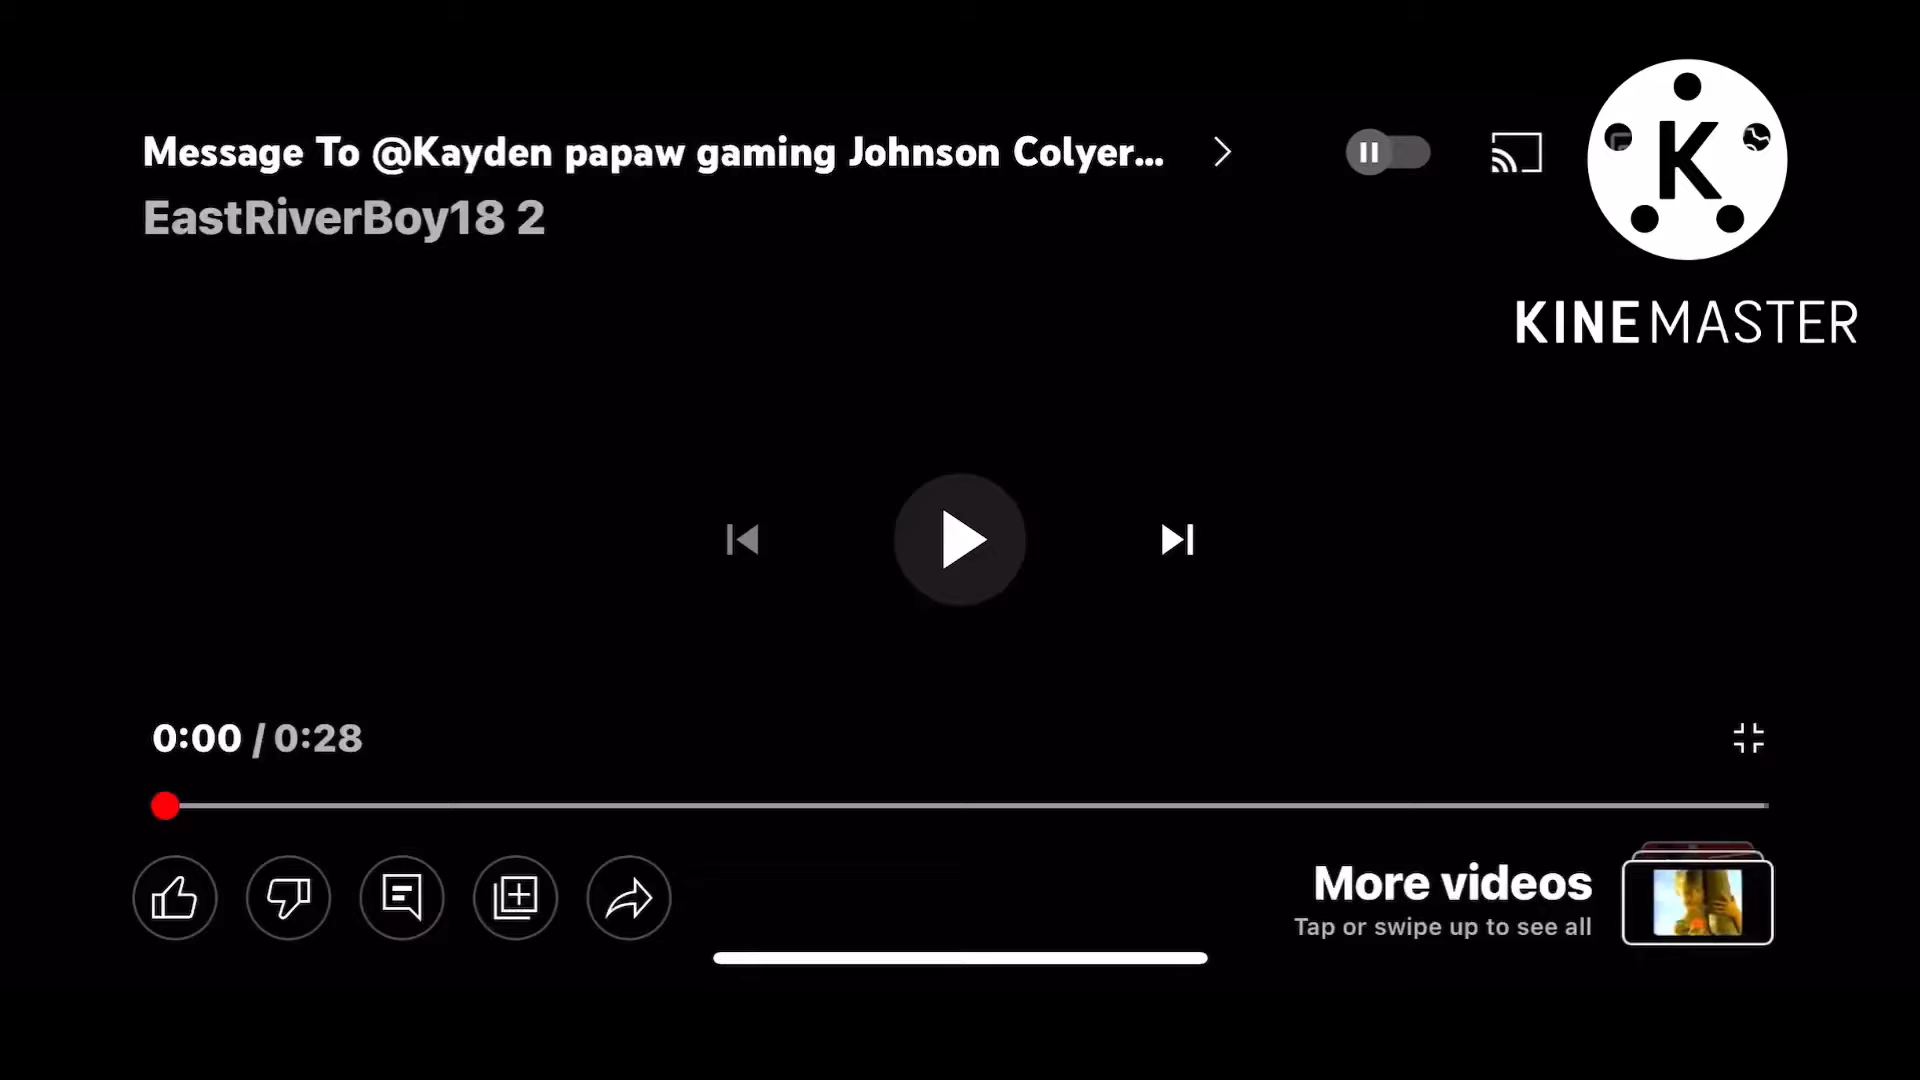 Message To @Kayden papaw gaming Johnson Colyer...
EastRiverBoy18 2
K
KINEMASTER
0:00 / 0:28
More videos
Tap or swipe up to see all